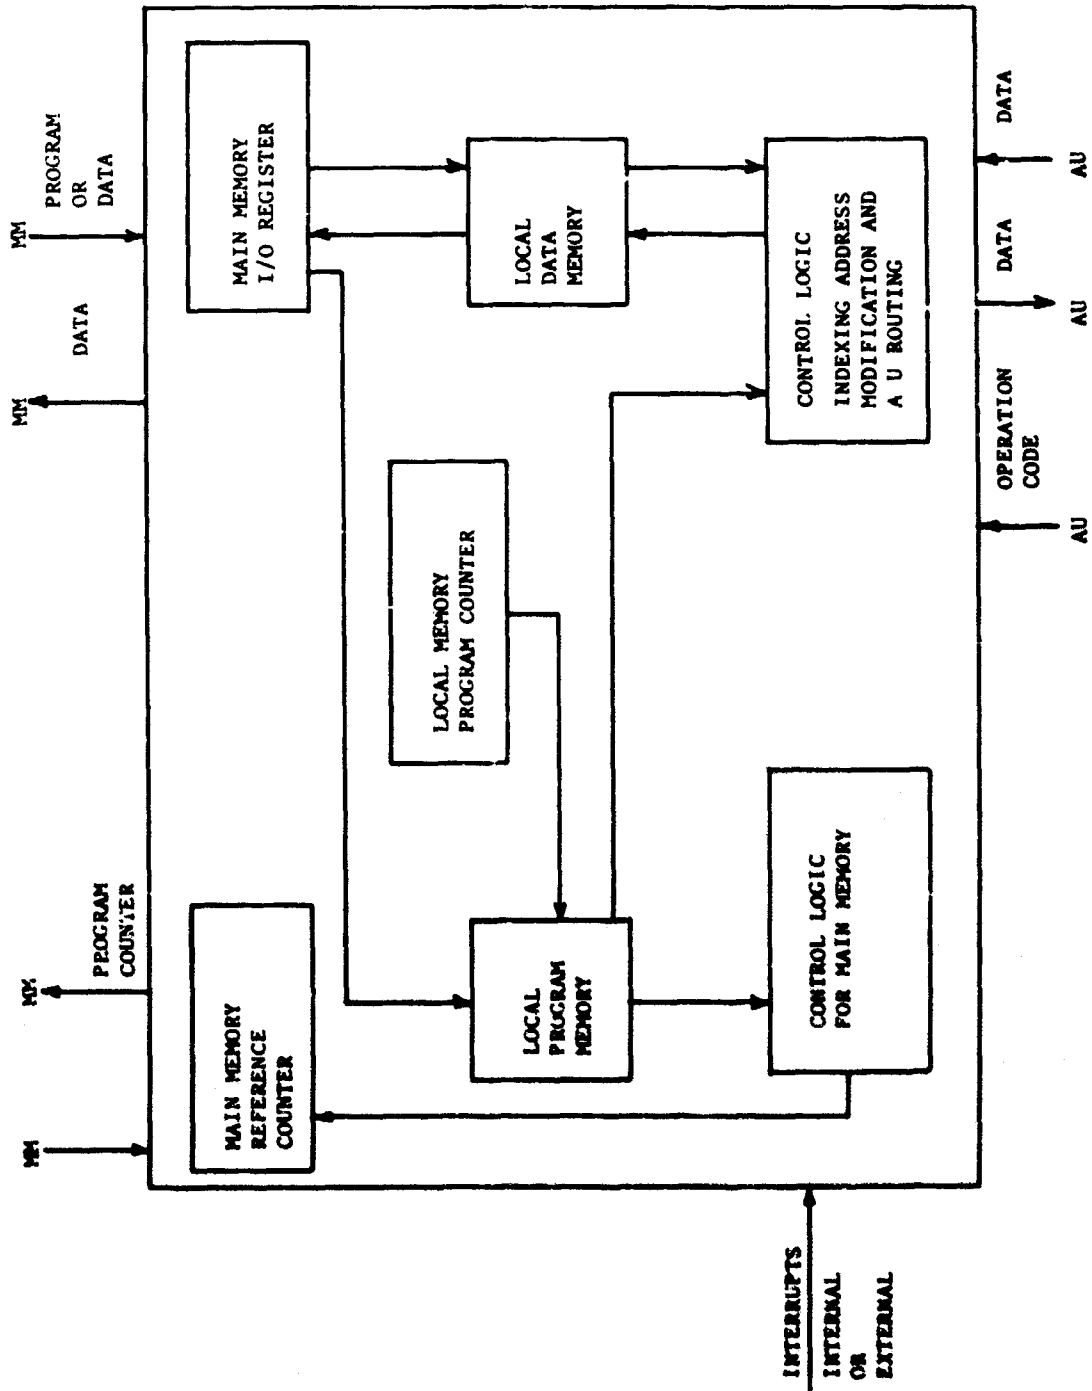 MM
MM
MM
MM
PROGRAM
COUNTER
DATA
PROGRAM
OR
DATA
MAIN MEMORY
REFERENCE
COUNTER
MAIN MEMORY
I/O REGISTER
LOCAL MEMORY
PROGRAM COUNTER
LOCAL
PROGRAM
MEMORY
LOCAL
DATA
MEMORY
CONTROL LOGIC
FOR MAIN MEMORY
CONTROL LOGIC
INDEXING ADDRESS
MODIFICATION AND
A U ROUTING
INTERRUPTS
INTERNAL
OR
EXTERNAL
OPERATION
CODE
DATA
DATA
AU
AU
AU